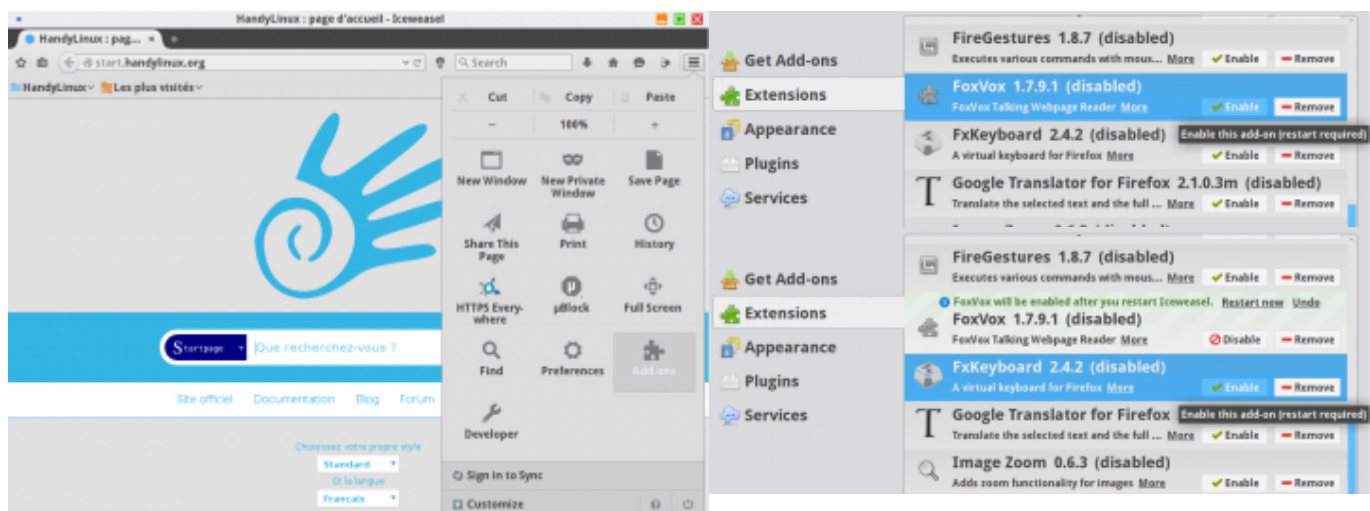 HandyLinux : page d'accueil - Iceweasel
HandyLinux : pag... × +
start.handylinux.org
Search
HandyLinux Les plus visités
Cut Copy Paste
− 100% +
New Window New Private Window Save Page
Share This Page Print History
HTTPS Every-where µBlock Full Screen
Find Preferences Add-ons
Developer
Sign in to Sync
Customize
Startpage Que recherchez-vous ?
Site officiel Documentation Blog Forum
Choisissez votre propre style
Standard
Et la langue
Francais
Get Add-ons
Extensions
Appearance
Plugins
Services
FireGestures 1.8.7 (disabled)
Executes various commands with mous... More Enable Remove
FoxVox 1.7.9.1 (disabled)
FoxVox Talking Webpage Reader More Enable Remove
FxKeyboard 2.4.2 (disabled)
Enable this add-on (restart required)
A virtual keyboard for Firefox More Enable Remove
Google Translator for Firefox 2.1.0.3m (disabled)
Translate the selected text and the full ... More Enable Remove
Get Add-ons
Extensions
Appearance
Plugins
Services
FireGestures 1.8.7 (disabled)
Executes various commands with mous... More Enable Remove
FoxVox will be enabled after you restart Iceweasel. Restart now Undo
FoxVox 1.7.9.1 (disabled)
FoxVox Talking Webpage Reader More Disable Remove
FxKeyboard 2.4.2 (disabled)
A virtual keyboard for Firefox More Enable Remove
Google Translator for Firefox
Enable this add-on (restart required)
Translate the selected text and the full ... More Enable Remove
Image Zoom 0.6.3 (disabled)
Adds zoom functionality for images More Enable Remove